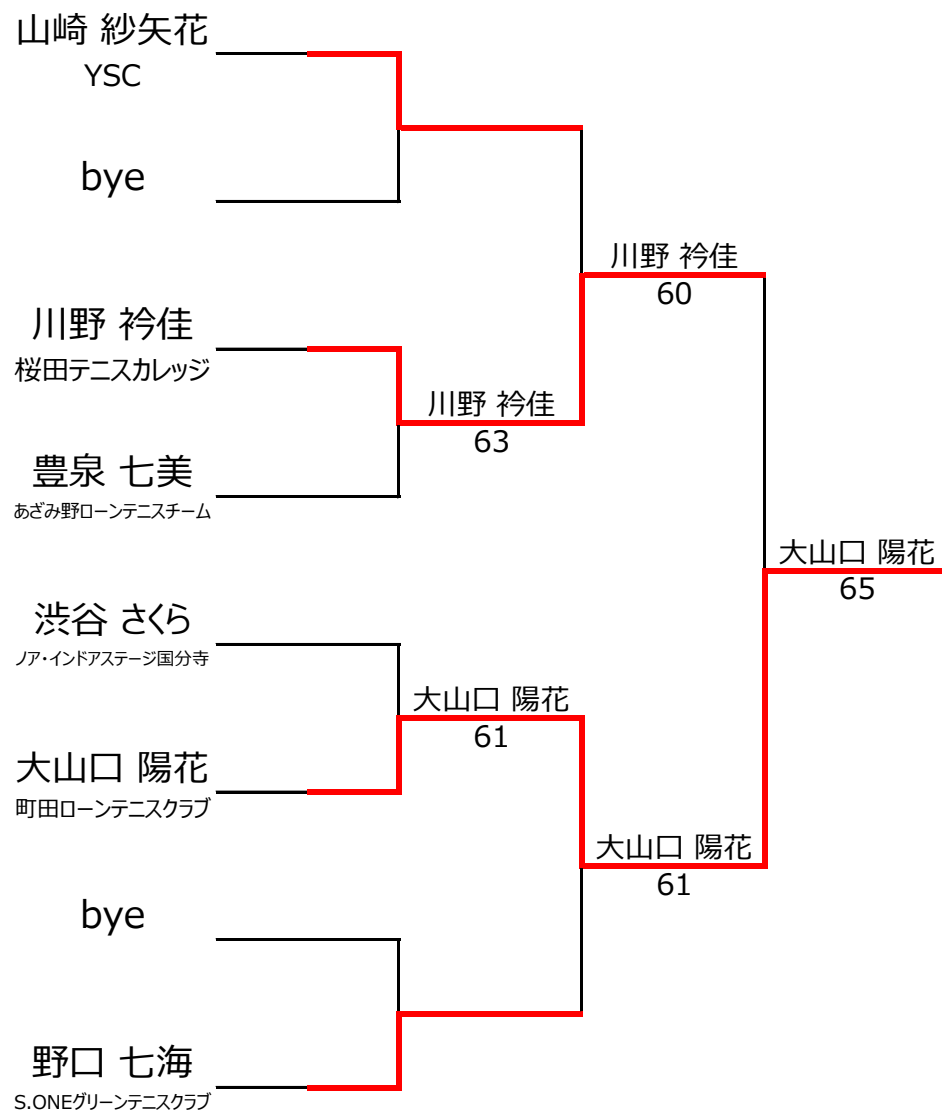 山崎 紗矢花
YSC
bye
川野 衿佳
60
川野 衿佳
桜田テニスカレッジ
川野 衿佳
63
豊泉 七美
あざみ野ローンテニスチーム
大山口 陽花
65
渋谷 さくら
ノア・インドアステージ国分寺
大山口 陽花
61
大山口 陽花
町田ローンテニスクラブ
大山口 陽花
61
bye
野口 七海
S.ONEグリーンテニスクラブ